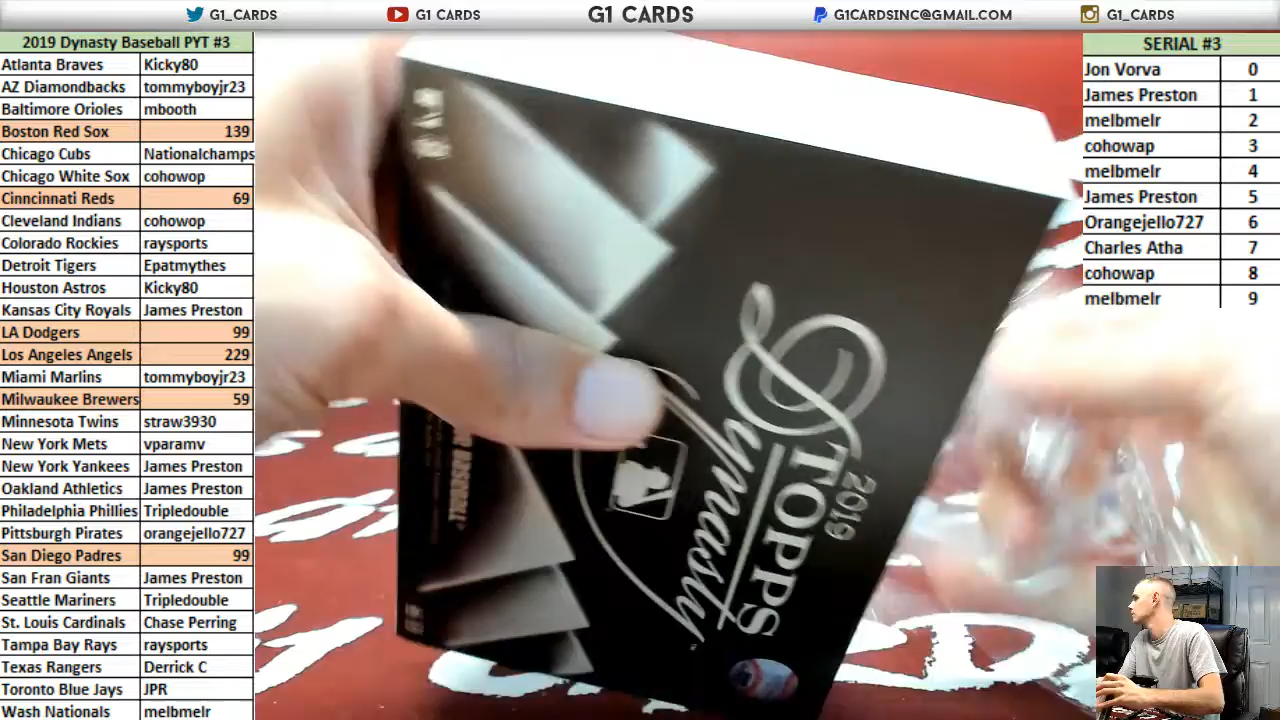 G1_CARDS
G1 CARDS
G1 CARDS
G1CARDSINC@GMAIL.COM
G1_CARDS
2019 Dynasty Baseball PYT #3
Atlanta Braves Kicky80
AZ Diamondbacks tommyboyjr23
Baltimore Orioles mbooth
Boston Red Sox 139
Chicago Cubs Nationalchamps
Chicago White Sox cohowop
Cinncinnati Reds 69
Cleveland Indians cohowop
Colorado Rockies raysports
Detroit Tigers Epatmythes
Houston Astros Kicky80
Kansas City Royals James Preston
LA Dodgers 99
Los Angeles Angels 229
Miami Marlins tommyboyjr23
Milwaukee Brewers 59
Minnesota Twins straw3930
New York Mets vparamv
New York Yankees James Preston
Oakland Athletics James Preston
Philadelphia Phillies Tripledouble
Pittsburgh Pirates orangejello727
San Diego Padres 99
San Fran Giants James Preston
Seattle Mariners Tripledouble
St. Louis Cardinals Chase Perring
Tampa Bay Rays raysports
Texas Rangers Derrick C
Toronto Blue Jays JPR
Wash Nationals melbmelr
2019
TOPPS
Dynasty
SERIAL #3
Jon Vorva 0
James Preston 1
melbmelr 2
cohowap 3
melbmelr 4
James Preston 5
Orangejello727 6
Charles Atha 7
cohowap 8
melbmelr 9